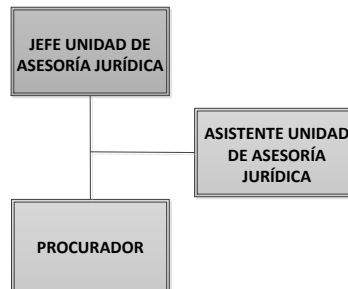 JEFE UNIDAD DE
ASESORÍA JURÍDICA
ASISTENTE UNIDAD
DE ASESORÍA
JURÍDICA
PROCURADOR